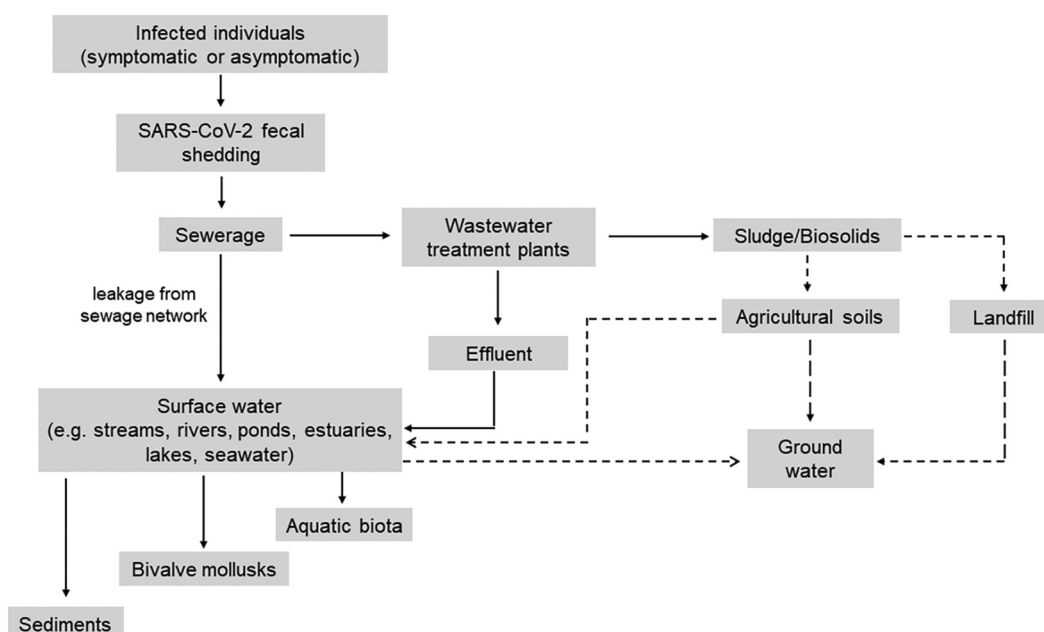 Infected individuals
(symptomatic or asymptomatic)
SARS-CoV-2 fecal
shedding
Sewerage
Wastewater
treatment plants
Sludge/Biosolids
leakage from
sewage network
Agricultural soils
Landfill
Effluent
Surface water
(e.g. streams, rivers, ponds, estuaries,
lakes, seawater)
Ground
water
Aquatic biota
Bivalve mollusks
Sediments